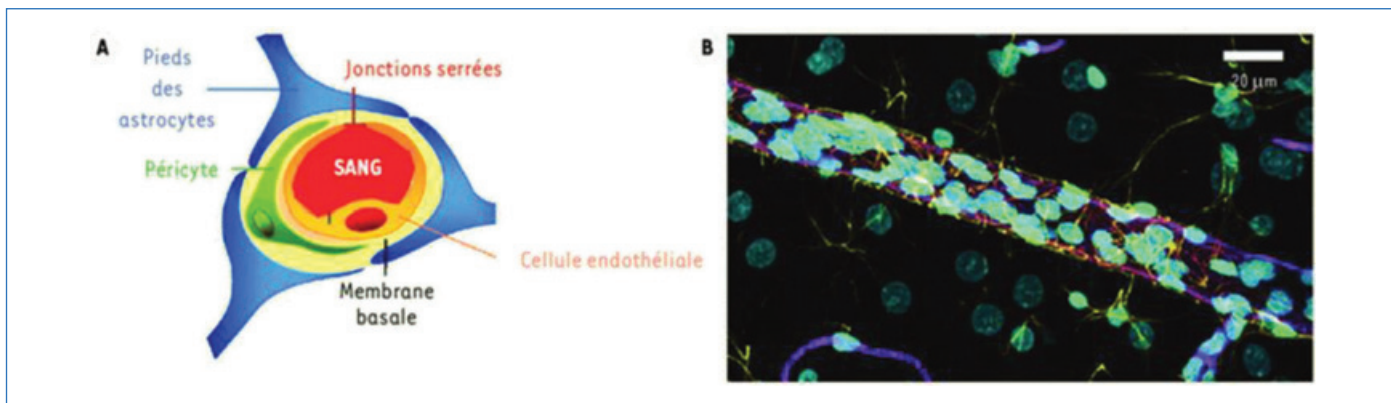 A
Pieds
des
astrocytes
Jonctions serrées
Péricyte
SANG
Cellule endothéliale
Membrane
basale
B
20 µm